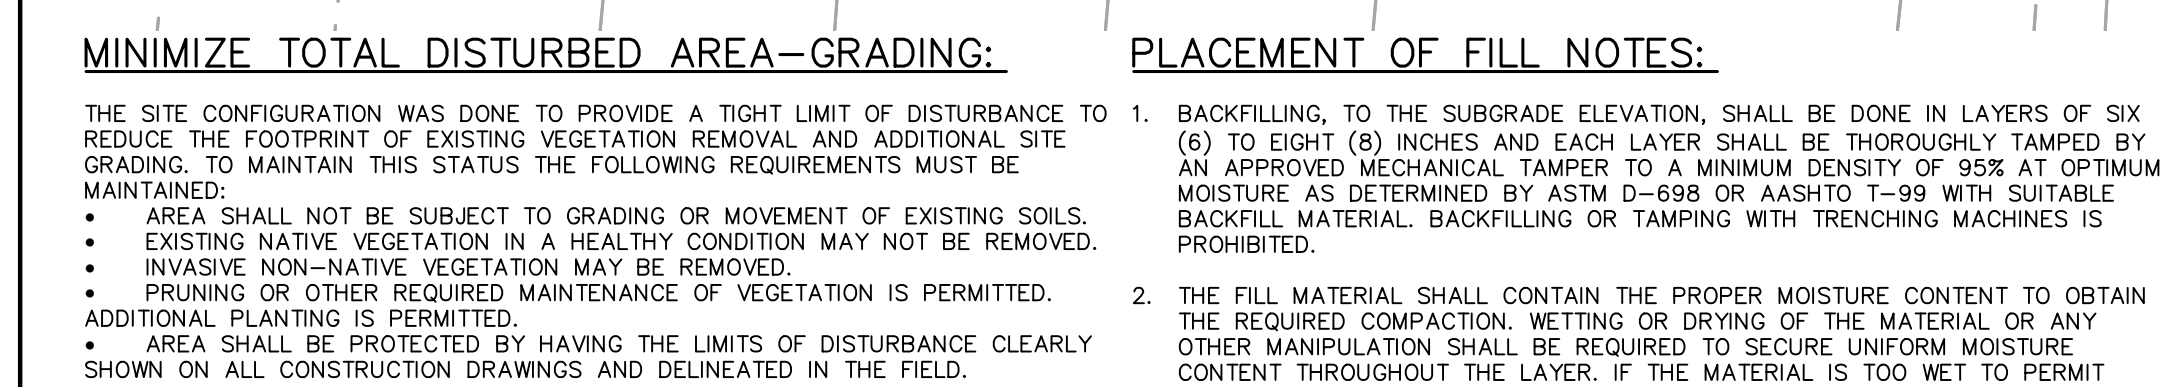 MINIMIZE TOTAL DISTURBED AREA–GRADING:
THE SITE CONFIGURATION WAS DONE TO PROVIDE A TIGHT LIMIT OF DISTURBANCE TO
REDUCE THE FOOTPRINT OF EXISTING VEGETATION REMOVAL AND ADDITIONAL SITE
GRADING. TO MAINTAIN THIS STATUS THE FOLLOWING REQUIREMENTS MUST BE
MAINTAINED:
• AREA SHALL NOT BE SUBJECT TO GRADING OR MOVEMENT OF EXISTING SOILS.
• EXISTING NATIVE VEGETATION IN A HEALTHY CONDITION MAY NOT BE REMOVED.
• INVASIVE NON–NATIVE VEGETATION MAY BE REMOVED.
• PRUNING OR OTHER REQUIRED MAINTENANCE OF VEGETATION IS PERMITTED.
ADDITIONAL PLANTING IS PERMITTED.
• AREA SHALL BE PROTECTED BY HAVING THE LIMITS OF DISTURBANCE CLEARLY
SHOWN ON ALL CONSTRUCTION DRAWINGS AND DELINEATED IN THE FIELD.
PLACEMENT OF FILL NOTES:
1. BACKFILLING, TO THE SUBGRADE ELEVATION, SHALL BE DONE IN LAYERS OF SIX
(6) TO EIGHT (8) INCHES AND EACH LAYER SHALL BE THOROUGHLY TAMPED BY
AN APPROVED MECHANICAL TAMPER TO A MINIMUM DENSITY OF 95% AT OPTIMUM
MOISTURE AS DETERMINED BY ASTM D–698 OR AASHTO T–99 WITH SUITABLE
BACKFILL MATERIAL. BACKFILLING OR TAMPING WITH TRENCHING MACHINES IS
PROHIBITED.
2. THE FILL MATERIAL SHALL CONTAIN THE PROPER MOISTURE CONTENT TO OBTAIN
THE REQUIRED COMPACTION. WETTING OR DRYING OF THE MATERIAL OR ANY
OTHER MANIPULATION SHALL BE REQUIRED TO SECURE UNIFORM MOISTURE
CONTENT THROUGHOUT THE LAYER. IF THE MATERIAL IS TOO WET TO PERMIT